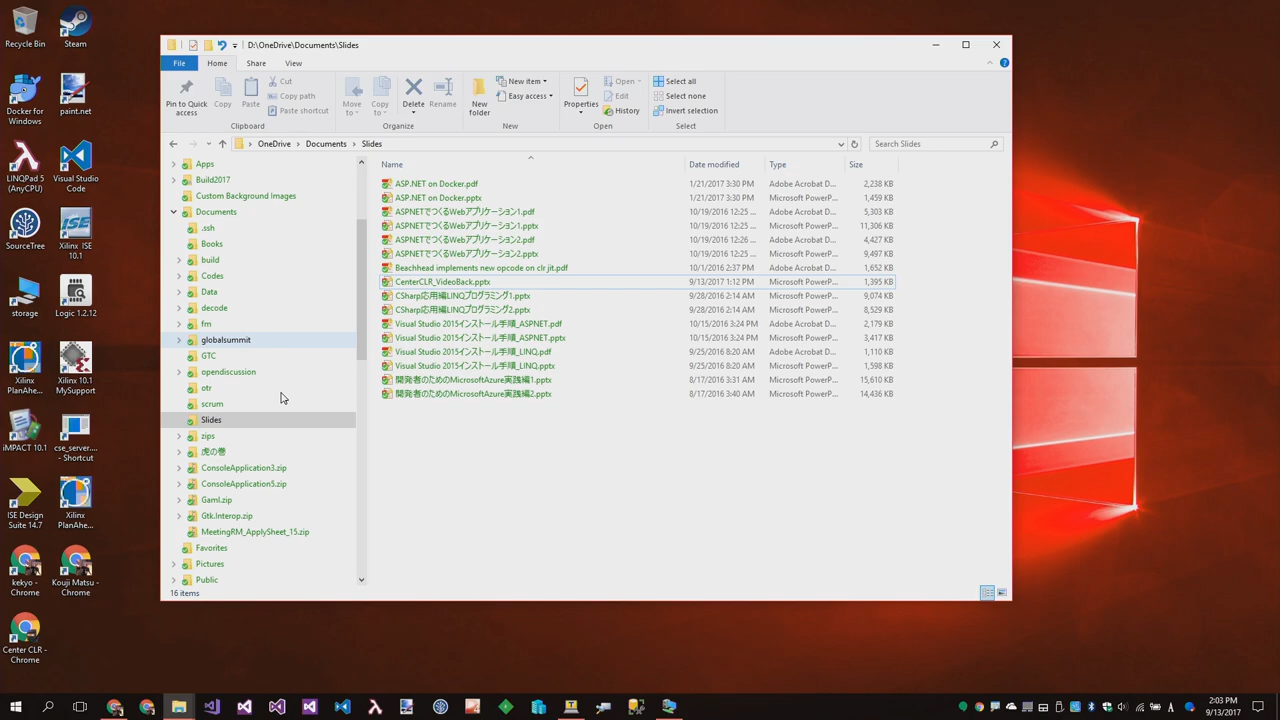 Recycle Bin
Steam
Docker for Windows
paint.net
LINQPad 5 (AnyCPU)
Visual Studio Code
SourceTree
Xilinx ISE 10.1
storage
Logic 1.2.12
Xilinx PlanAhe...
Xilinx 10.1 MySupport
iMPACT 10.1
cse_server.... - Shortcut
ISE Design Suite 14.7
Xilinx PlanAhe...
kekyo - Chrome
Kouji Matsu - Chrome
Center CLR - Chrome
D:\OneDrive\Documents\Slides
File Home Share View
Pin to Quick access
Copy
Paste
Cut
Copy path
Paste shortcut
Clipboard
Move to
Copy to
Delete
Rename
Organize
New folder
New item
Easy access
New
Properties
Open
Edit
History
Open
Select all
Select none
Invert selection
Select
OneDrive > Documents > Slides
Search Slides
Apps
Build2017
Custom Background Images
Documents
.ssh
Books
build
Codes
Data
decode
fm
globalsummit
GTC
opendiscussion
otr
scrum
Slides
zips
虎の巻
ConsoleApplication3.zip
ConsoleApplication5.zip
Gaml.zip
Gtk.Interop.zip
MeetingRM_ApplySheet_15.zip
Favorites
Pictures
Public
Name Date modified Type Size
ASP.NET on Docker.pdf 1/21/2017 3:30 PM Adobe Acrobat D... 2,238 KB
ASP.NET on Docker.pptx 1/21/2017 3:30 PM Microsoft PowerP... 1,459 KB
ASPNETでつくるWebアプリケーション1.pdf 10/19/2016 12:25 ... Adobe Acrobat D... 5,303 KB
ASPNETでつくるWebアプリケーション1.pptx 10/19/2016 12:25 ... Microsoft PowerP... 11,306 KB
ASPNETでつくるWebアプリケーション2.pdf 10/19/2016 12:26 ... Adobe Acrobat D... 4,427 KB
ASPNETでつくるWebアプリケーション2.pptx 10/19/2016 12:25 ... Microsoft PowerP... 9,497 KB
Beachhead implements new opcode on clr jit.pdf 10/1/2016 2:37 PM Adobe Acrobat D... 1,652 KB
CenterCLR_VideoBack.pptx 9/13/2017 1:12 PM Microsoft PowerP... 1,395 KB
CSharp応用編LINQプログラミング1.pptx 9/28/2016 2:14 AM Microsoft PowerP... 9,074 KB
CSharp応用編LINQプログラミング2.pptx 9/28/2016 2:14 AM Microsoft PowerP... 8,529 KB
Visual Studio 2015インストール手順_ASPNET.pdf 10/15/2016 3:24 PM Adobe Acrobat D... 2,179 KB
Visual Studio 2015インストール手順_ASPNET.pptx 10/15/2016 3:24 PM Microsoft PowerP... 3,417 KB
Visual Studio 2015インストール手順_LINQ.pdf 9/25/2016 8:20 AM Adobe Acrobat D... 1,110 KB
Visual Studio 2015インストール手順_LINQ.pptx 9/25/2016 8:20 AM Microsoft PowerP... 1,598 KB
開発者のためのMicrosoftAzure実践編1.pptx 8/17/2016 3:31 AM Microsoft PowerP... 15,610 KB
開発者のためのMicrosoftAzure実践編2.pptx 8/17/2016 3:40 AM Microsoft PowerP... 14,436 KB
16 items
2:03 PM
9/13/2017